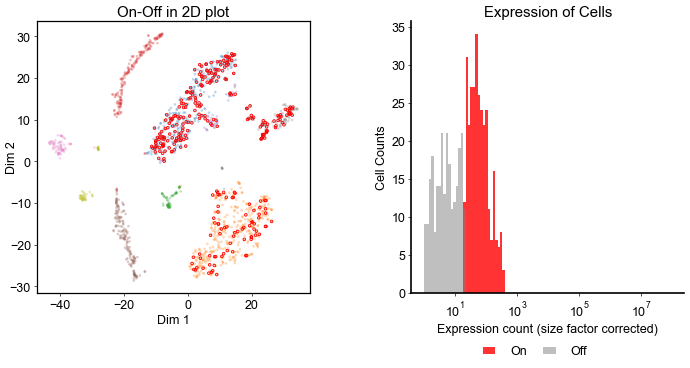 On-Off in 2D plot
Expression of Cells
30
20
10
0
−10
−20
−30
Dim 2
−40
−20
0
20
Dim 1
35
30
25
20
15
10
5
0
Cell Counts
10^1
10^3
10^5
10^7
Expression count (size factor corrected)
On
Off